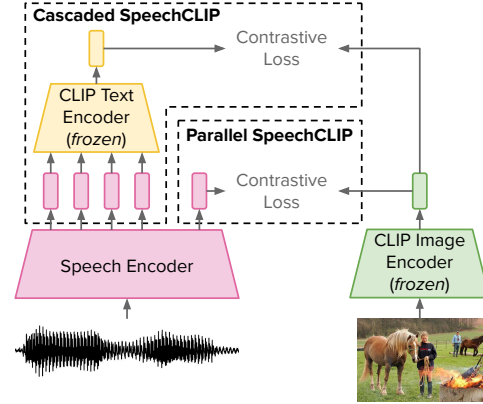 Cascaded SpeechCLIP
Contrastive
Loss
CLIP Text
Encoder
(frozen)
Parallel SpeechCLIP
Contrastive
Loss
Speech Encoder
CLIP Image
Encoder
(frozen)